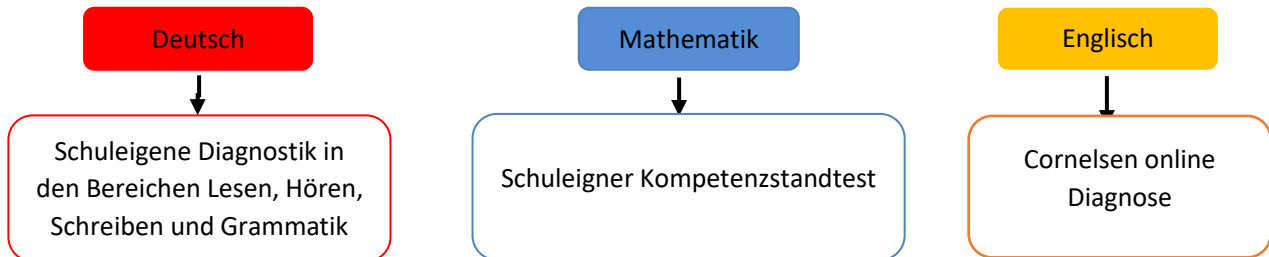 Deutsch
Mathematik
Englisch
Schuleigene Diagnostik in
den Bereichen Lesen, Hören,
Schreiben und Grammatik
Schuleigner Kompetenzstandtest
Cornelsen online
Diagnose